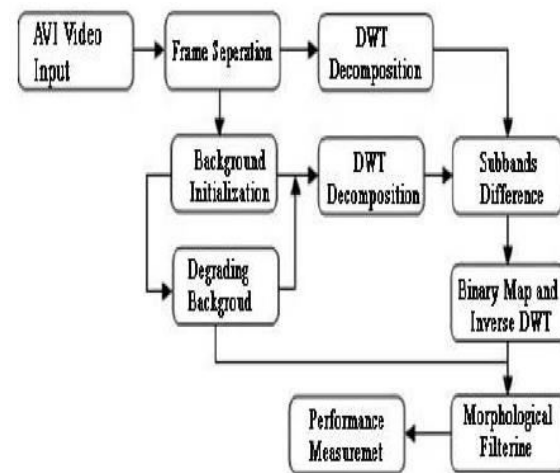 AVI Video
Input
Frame Seperation
DWT
Decomposition
Background
Initialization
DWT
Decomposition
Subbands
Difference
Degrading
Backgroud
Binary Map and
Inverse DWT
Performance
Measuremet
Morphological
Filterine